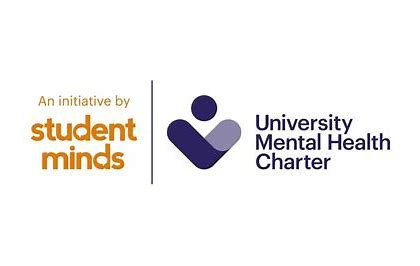 An initiative by
student
minds
University
Mental Health
Charter